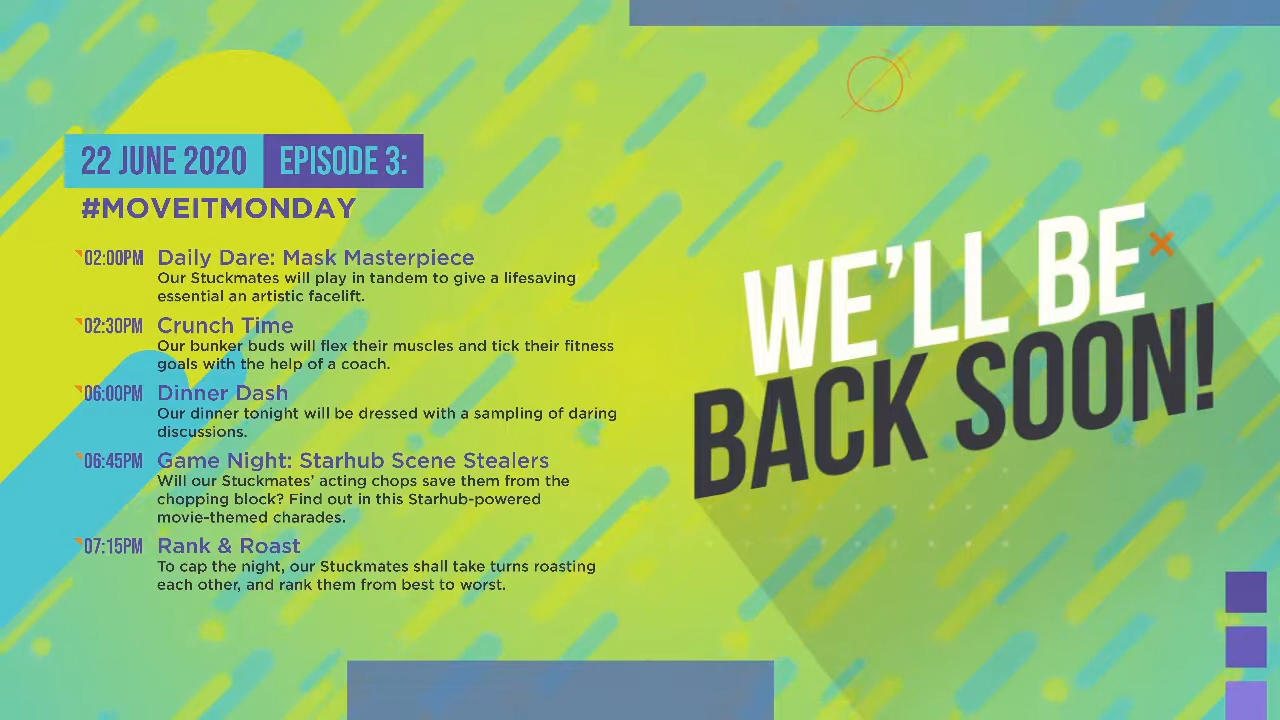 22 JUNE 2020 EPISODE 3:
#MOVEITMONDAY
02:00PM Daily Dare: Mask Masterpiece
Our Stuckmates will play in tandem to give a lifesaving
essential an artistic facelift.
02:30PM Crunch Time
Our bunker buds will flex their muscles and tick their fitness
goals with the help of a coach.
06:00PM Dinner Dash
Our dinner tonight will be dressed with a sampling of daring
discussions.
06:45PM Game Night: Starhub Scene Stealers
Will our Stuckmates' acting chops save them from the
chopping block? Find out in this Starhub-powered
movie-themed charades.
07:15PM Rank & Roast
To cap the night, our Stuckmates shall take turns roasting
each other, and rank them from best to worst.
WE'LL BE
BACK SOON!